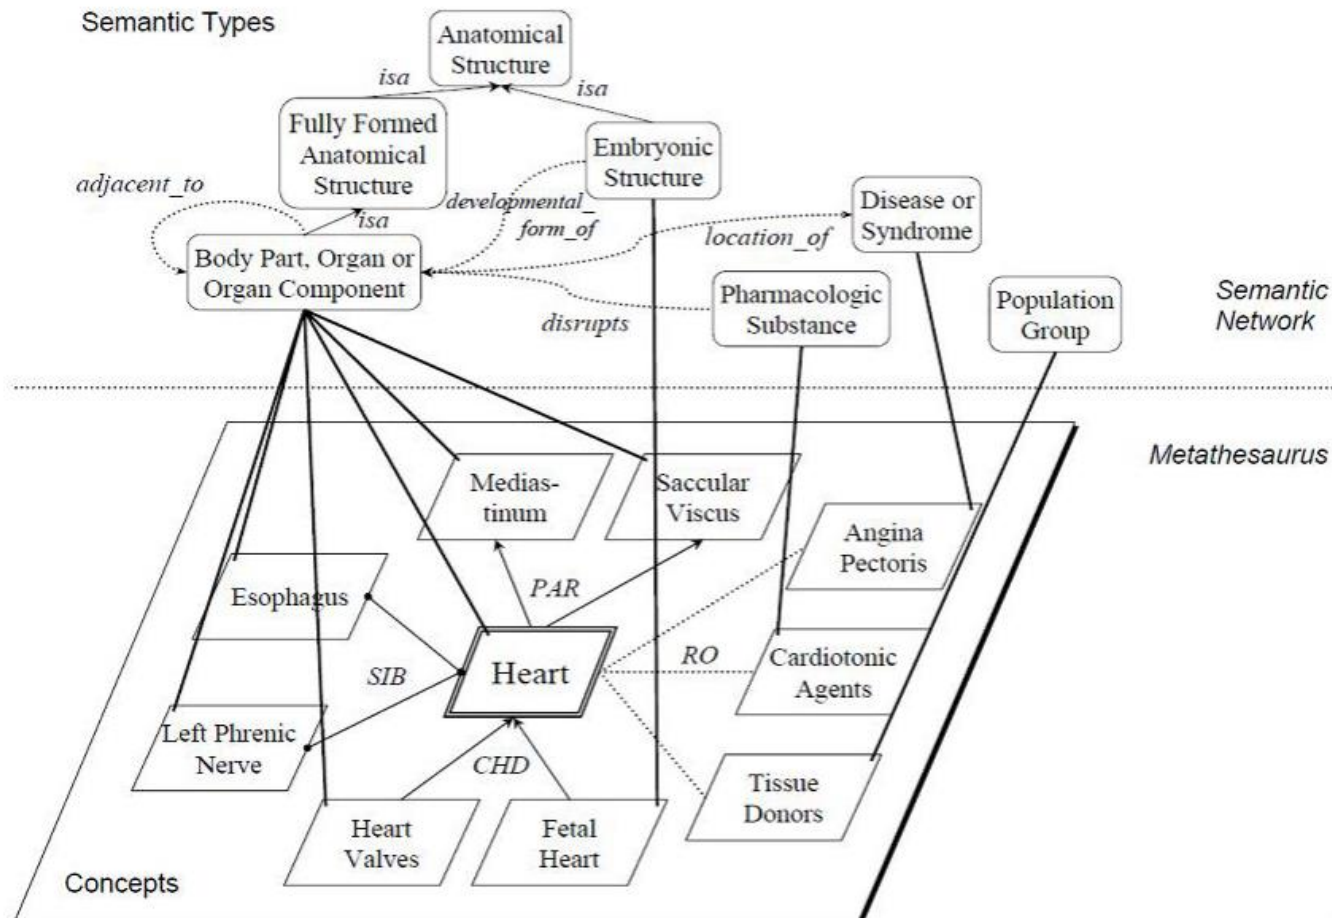 Semantic Types
Anatomical
Structure
isa
isa
Fully Formed
Anatomical
Structure
Embryonic
Structure
adjacent_to
isa
developmental_
form_of
location_of
Disease or
Syndrome
Body Part, Organ or
Organ Component
disrupts
Pharmacologic
Substance
Population
Group
Semantic
Network
Metathesaurus
Medias-
tinum
Saccular
Viscus
Angina
Pectoris
Esophagus
PAR
SIB
Heart
RO
Cardiotonic
Agents
Left Phrenic
Nerve
CHD
Tissue
Donors
Heart
Valves
Fetal
Heart
Concepts